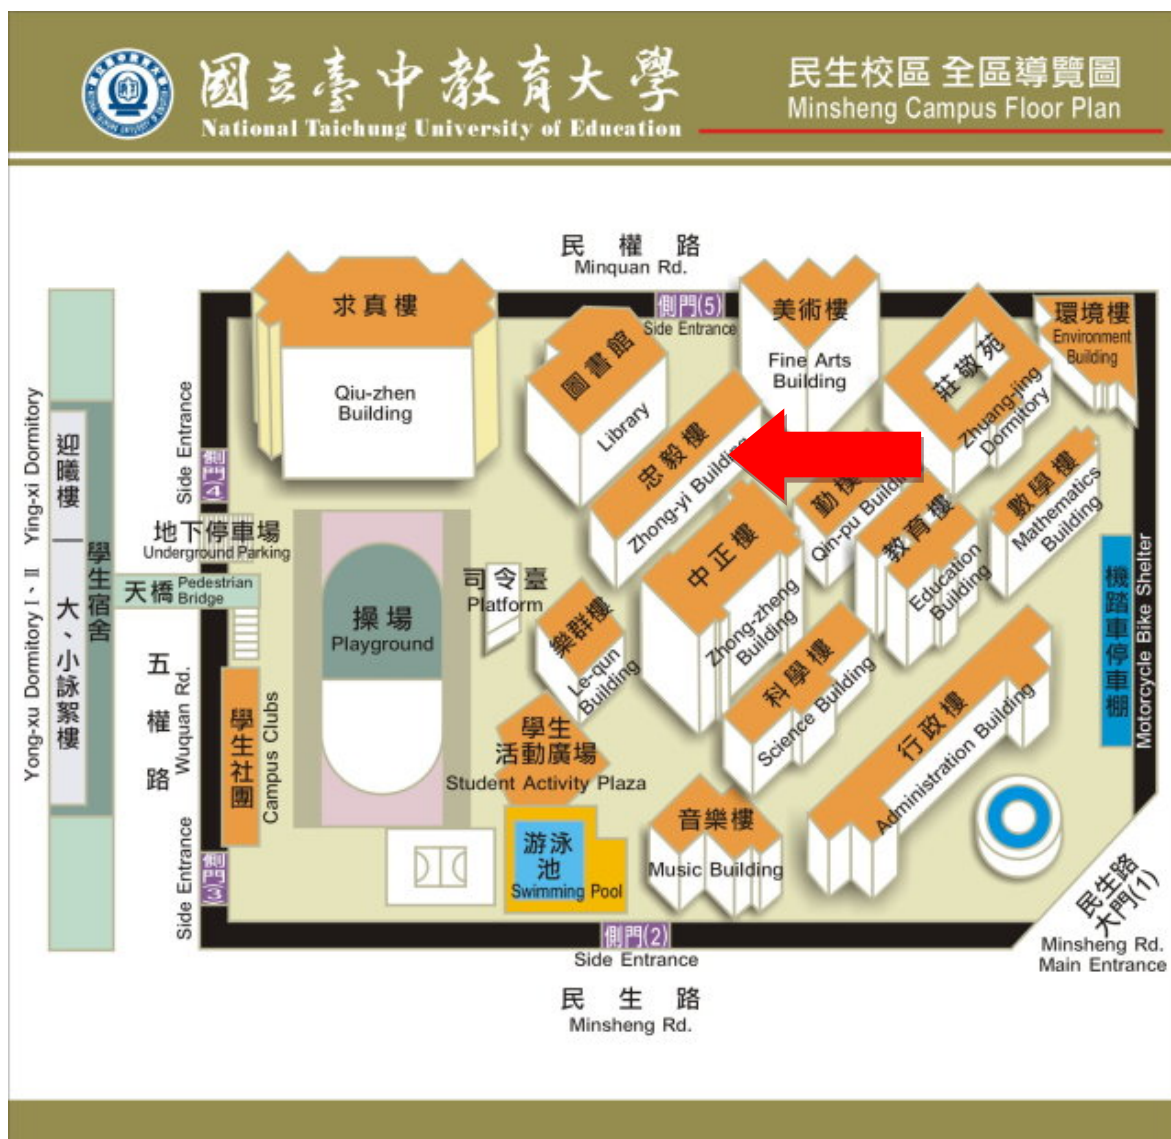 國立臺中教育大學
National Taichung University of Education
民生校區 全區導覽圖
Minsheng Campus Floor Plan
民 權 路
Minquan Rd.
側門(5)
Side Entrance
求真樓
Qiu-zhen
Building
圖書館
Library
美術樓
Fine Arts
Building
莊敬苑
Zhuang-jing
Dormitory
環境樓
Environment
Building
忠毅樓
Zhong-yi Building
Qin-pu Building
中正樓
Zhong-zheng
Building
教育樓
Education
Building
數學樓
Mathematics
Building
Side Entrance
側門(4)
地下停車場
Underground Parking
天橋
Pedestrian
Bridge
迎曦樓
大、小詠絮樓
學生宿舍
Yong-xu Dormitory I、II Ying-xi Dormitory
操場
Playground
司令臺
Platform
樂群樓
Le-qun
Building
科學樓
Science Building
行政樓
Administration Building
機踏車停車棚
Motorcycle Bike Shelter
五權路
Wuquan Rd.
學生社團
Campus Clubs
學生
活動廣場
Student Activity Plaza
游泳
池
Swimming Pool
音樂樓
Music Building
Side Entrance
側門(3)
側門(2)
Side Entrance
民 生 路
Minsheng Rd.
民生路
大門(1)
Minsheng Rd.
Main Entrance